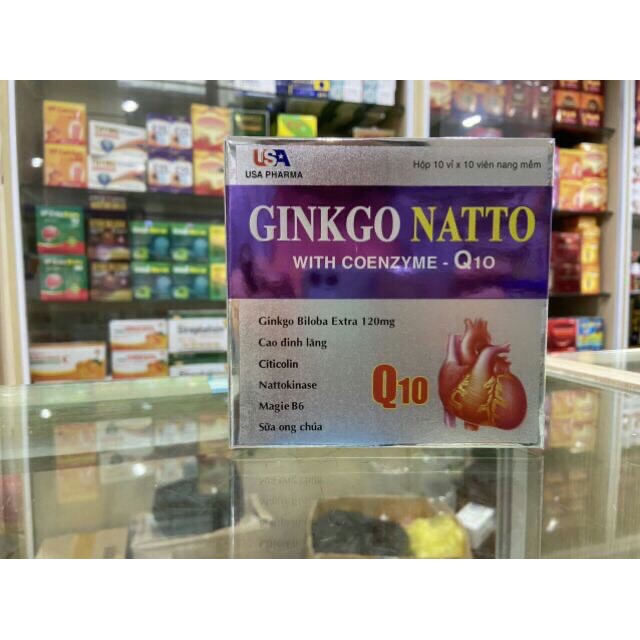 USA
USA PHARMA
Hộp 10 vỉ x 10 viên nang mềm
GINKGO NATTO
WITH COENZYME - Q10
Ginkgo Biloba Extra 120mg
Cao đinh lăng
Citicolin
Nattokinase
Magie B6
Sữa ong chúa
Q10